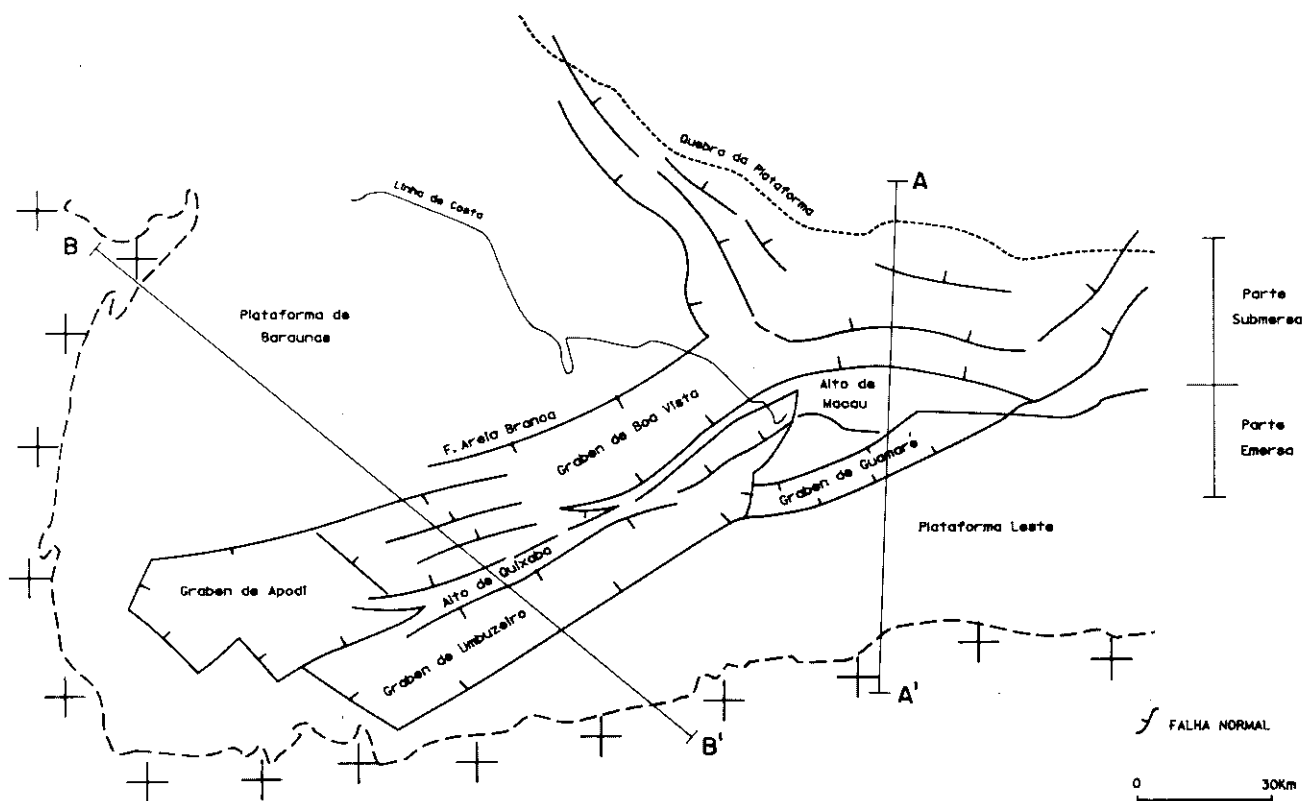 Quebra da Plataforma
A
Linha de Costa
B
Plataforma de
Baraunas
Parte
Submersa
Alto de
Macau
F. Areia Branca
Graben de Boa Vista
Parte
Emersa
Graben de Guamaré
Plataforma Leste
Graben de Apodi
Alto de Quixaba
Graben de Umbuzeiro
A'
B'
FALHA NORMAL
0 30Km